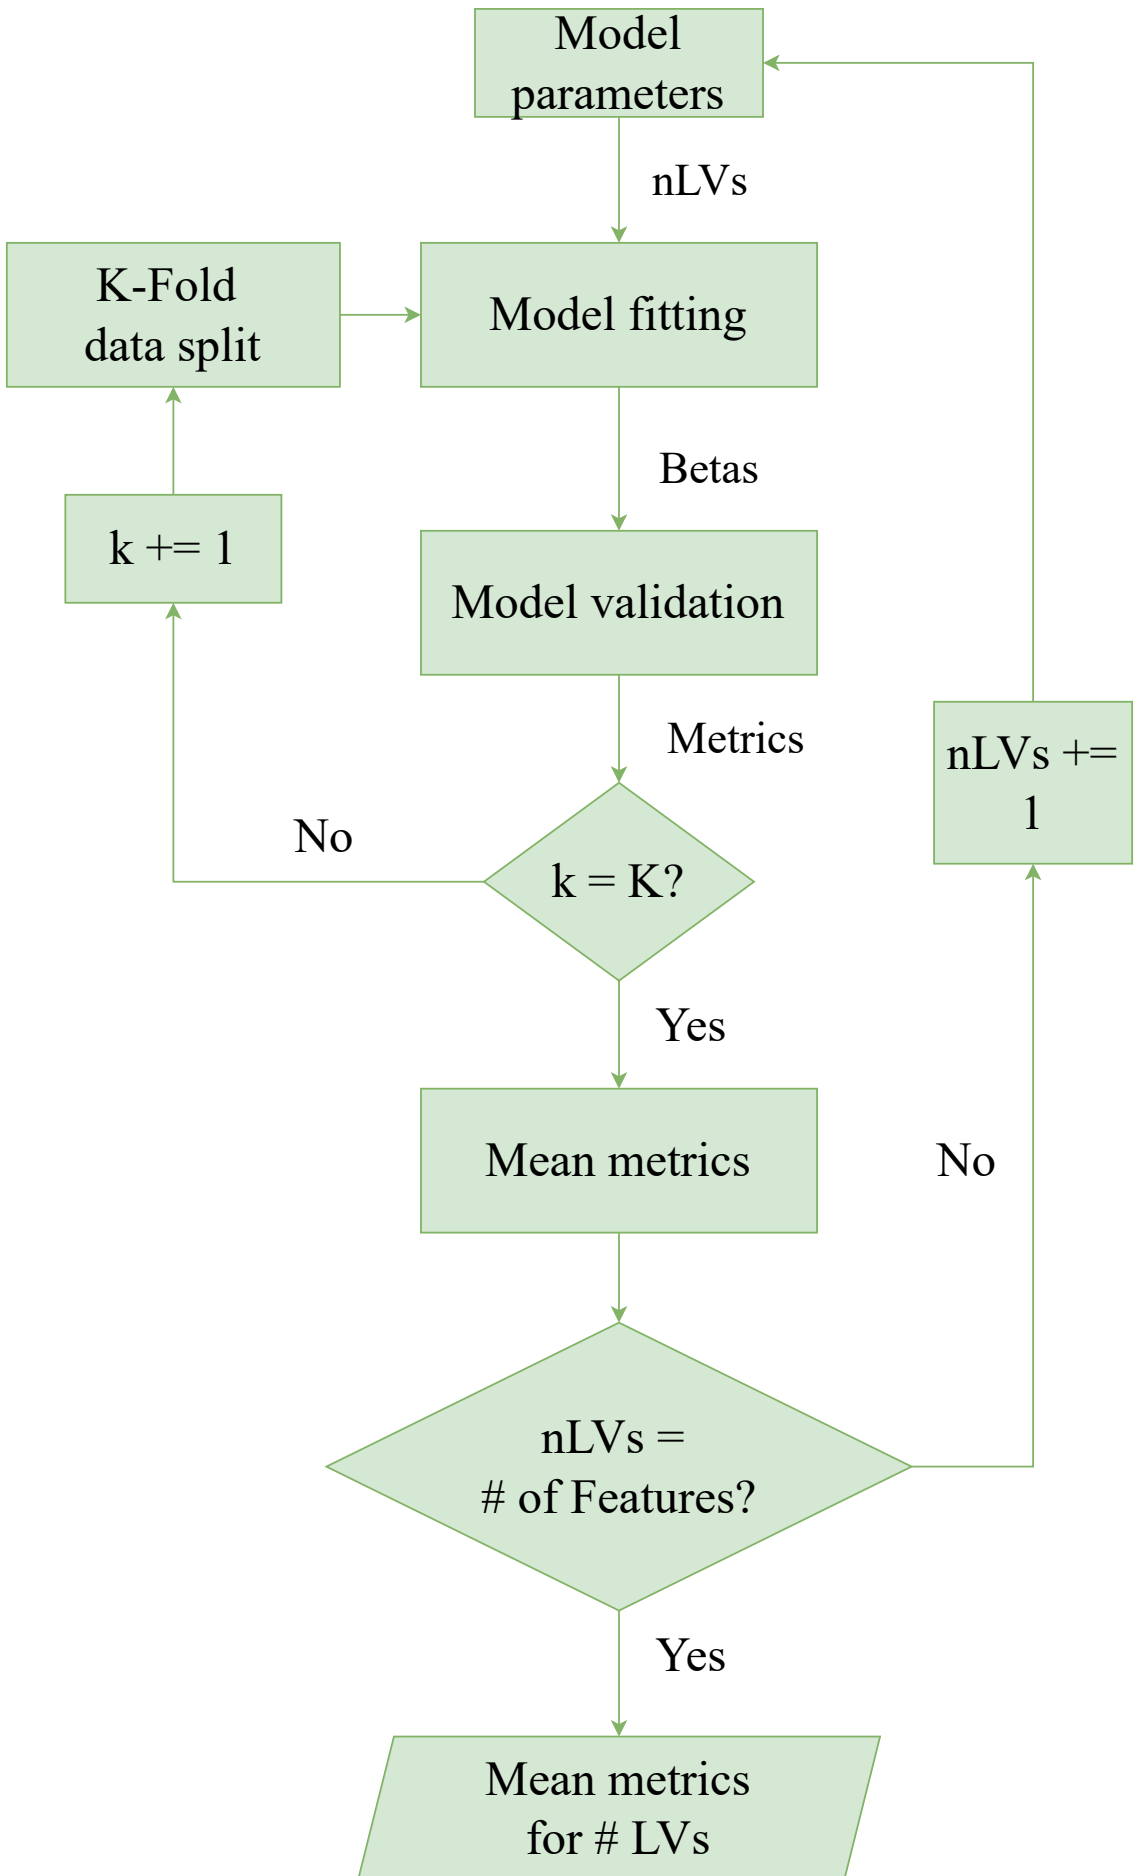 Model
parameters
nLVs
K-Fold
data split
Model fitting
Betas
k += 1
Model validation
Metrics
nLVs +=
1
No
k = K?
Yes
Mean metrics
No
nLVs =
# of Features?
Yes
Mean metrics
for # LVs